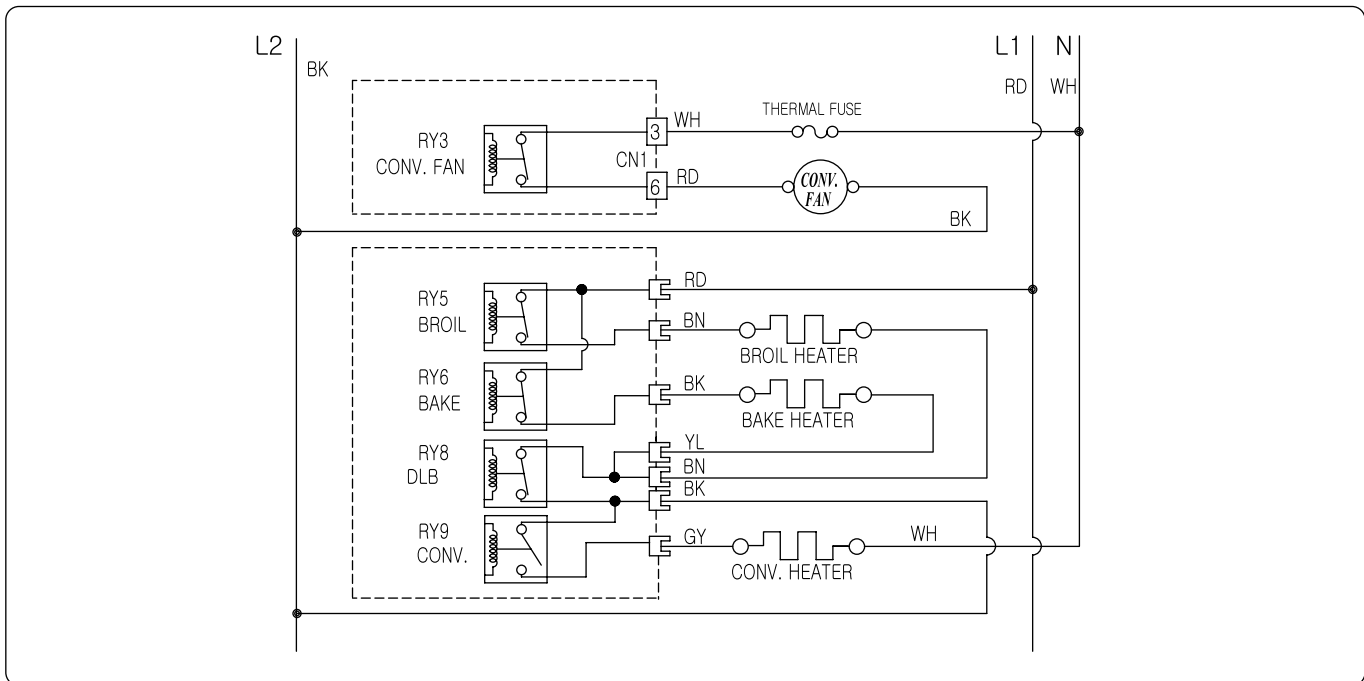 L2
L1 N
BK
RD WH
THERMAL FUSE
3 WH
RY3
CONV. FAN
CN1
6 RD
CONV.
FAN
BK
RD
RY5
BROIL
BN
BROIL HEATER
RY6
BAKE
BK
BAKE HEATER
YL
RY8
DLB
BN
BK
RY9
CONV.
GY
WH
CONV. HEATER